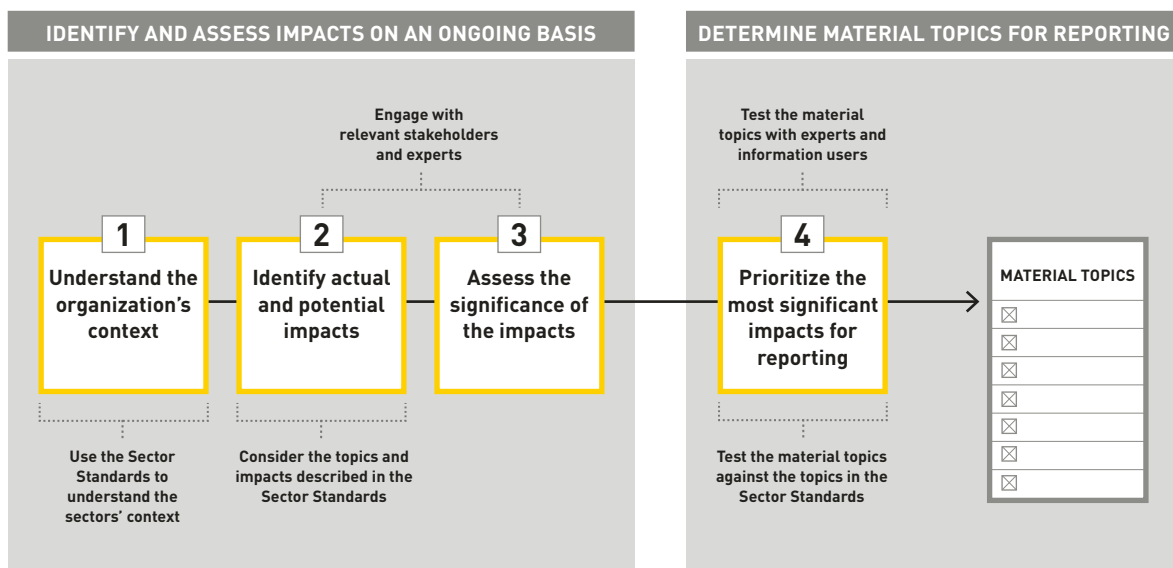 IDENTIFY AND ASSESS IMPACTS ON AN ONGOING BASIS
Engage with
relevant stakeholders
and experts
1
Understand the
organization’s
context
2
Identify actual
and potential
impacts
3
Assess the
significance of
the impacts
Use the Sector
Standards to
understand the
sectors’ context
Consider the topics and
impacts described in the
Sector Standards
DETERMINE MATERIAL TOPICS FOR REPORTING
Test the material
topics with experts and
information users
4
Prioritize the
most significant
impacts for
reporting
Test the material topics
against the topics in the
Sector Standards
MATERIAL TOPICS